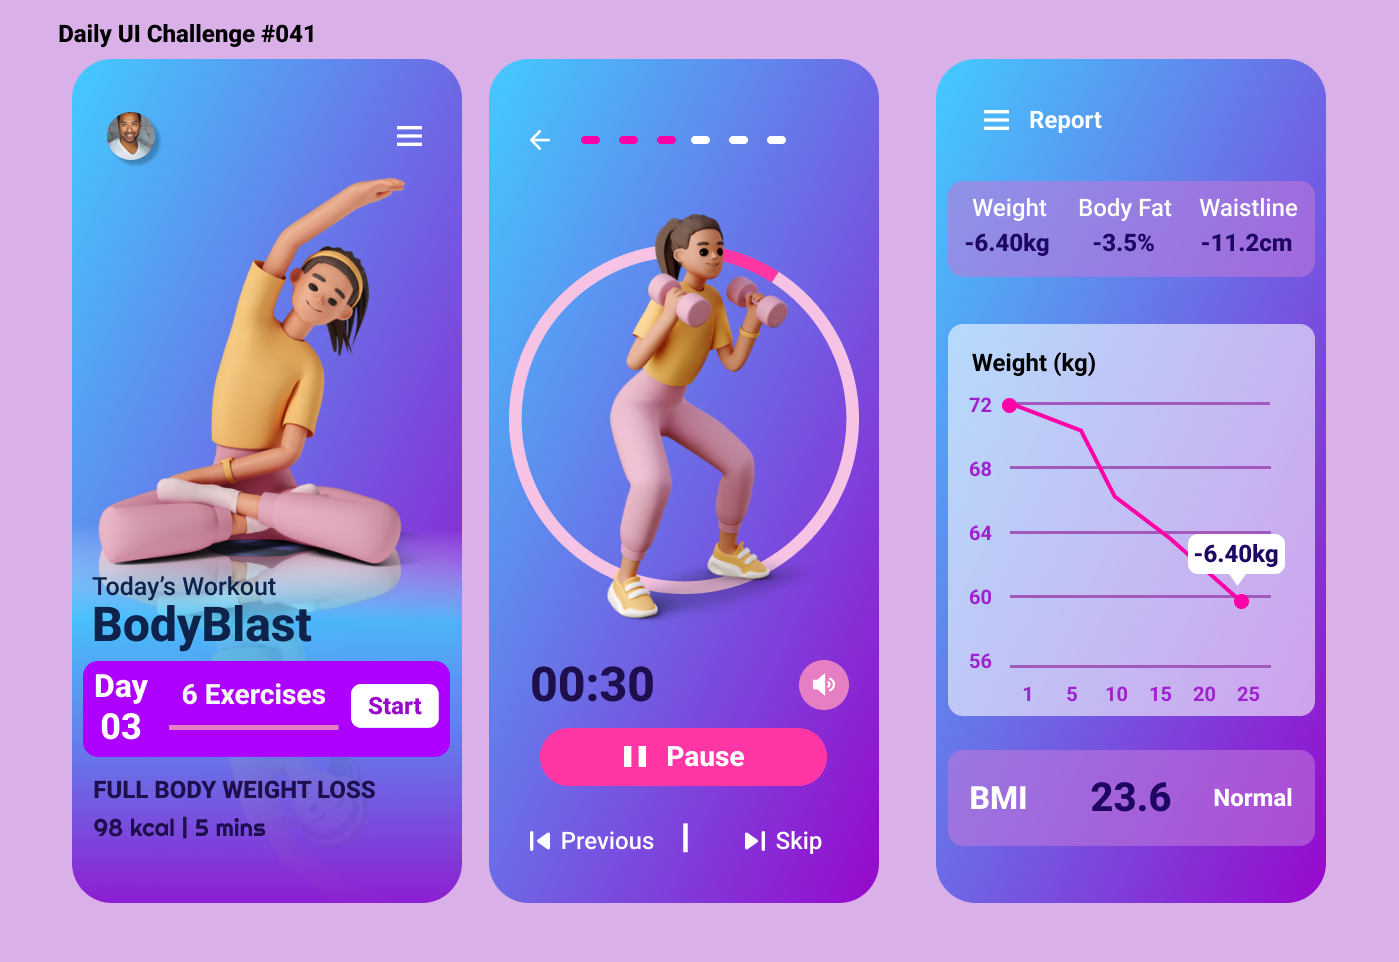 Daily UI Challenge #041
Today's Workout
BodyBlast
Day
03
6 Exercises
Start
FULL BODY WEIGHT LOSS
98 kcal | 5 mins
00:30
Pause
Previous | Skip
Report
Weight Body Fat Waistline
-6.40kg -3.5% -11.2cm
Weight (kg)
72
68
64
-6.40kg
60
56
1 5 10 15 20 25
BMI 23.6 Normal